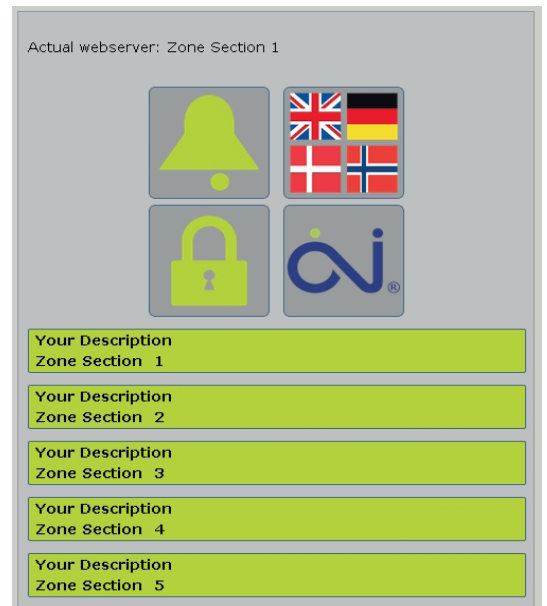 Actual webserver: Zone Section 1
®
Your Description
Zone Section 1
Your Description
Zone Section 2
Your Description
Zone Section 3
Your Description
Zone Section 4
Your Description
Zone Section 5